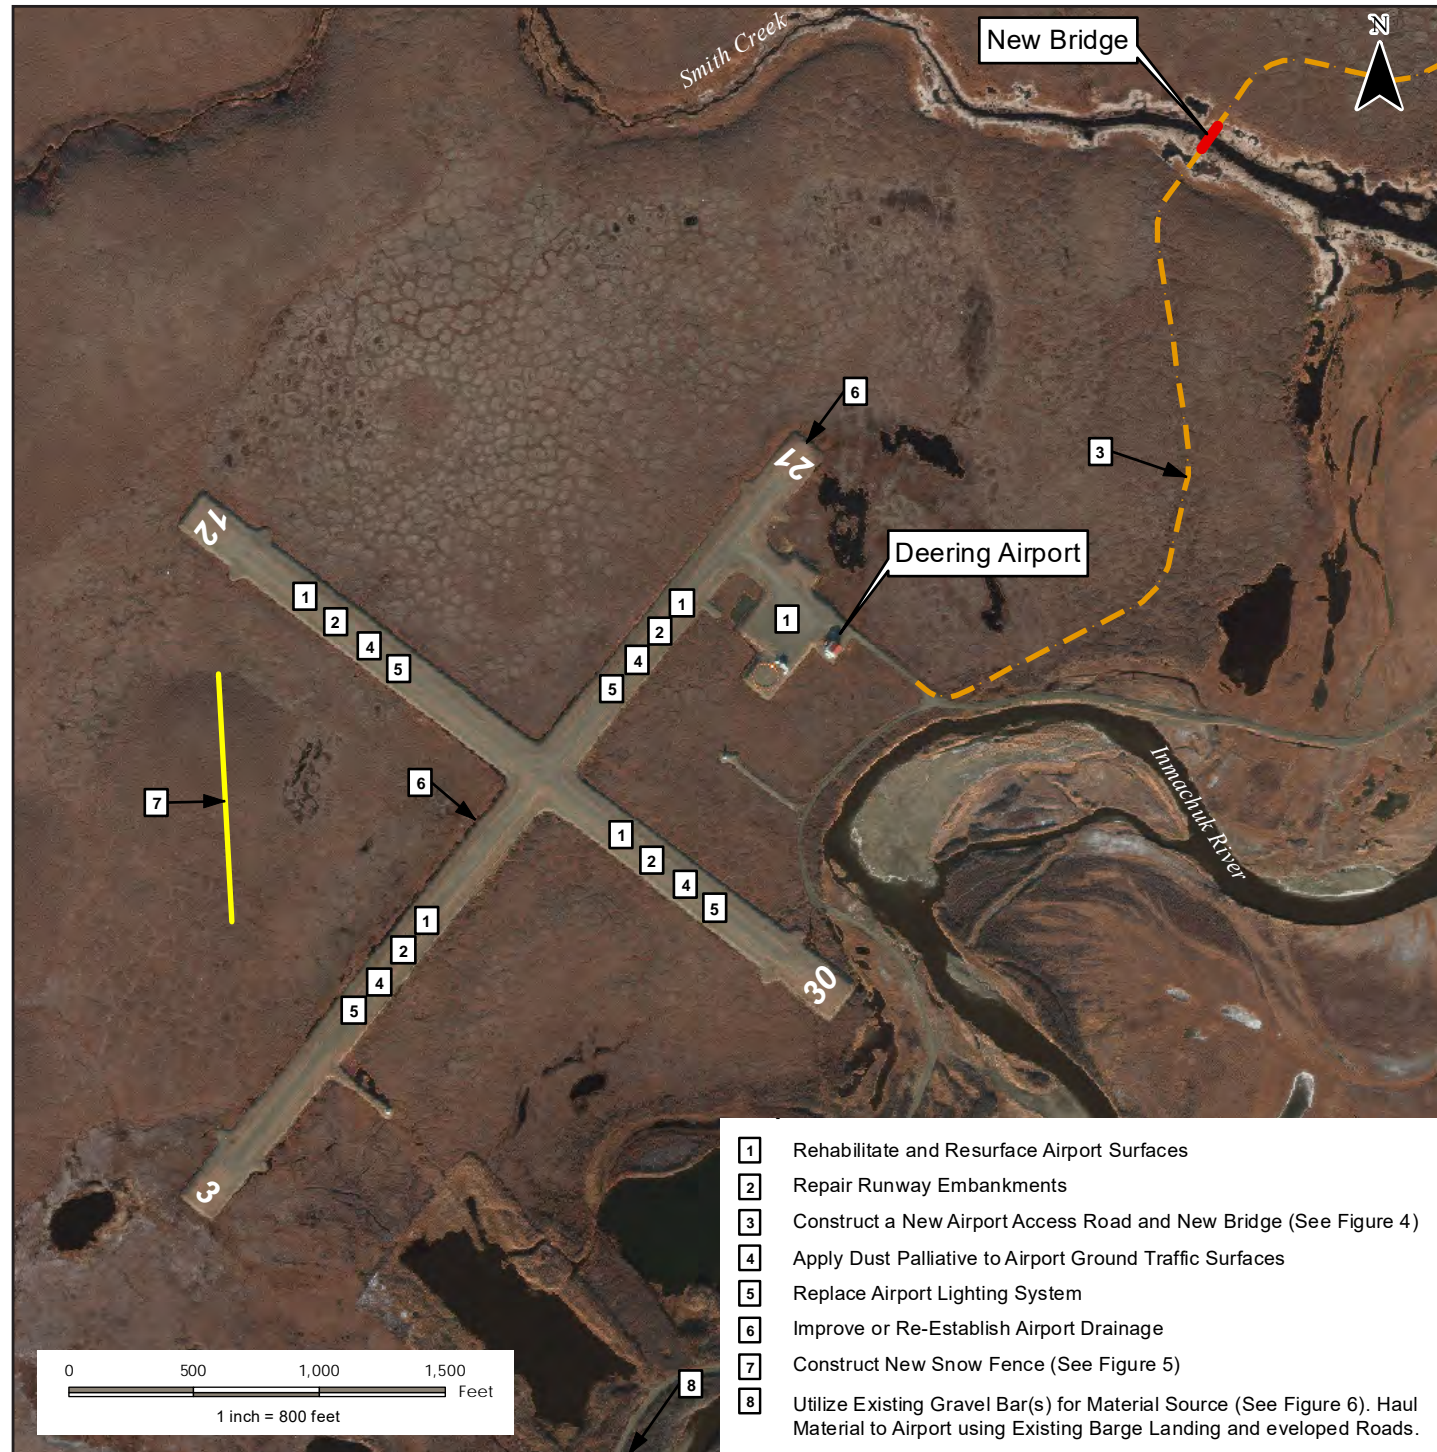 New Bridge
N
Smith Creek
6
3
21
12
Deering Airport
1
2
4
5
1
2
4
5
1
7
6
Inmachuk River
1
2
4
5
1
2
4
5
30
3
8
1 Rehabilitate and Resurface Airport Surfaces
2 Repair Runway Embankments
3 Construct a New Airport Access Road and New Bridge (See Figure 4)
4 Apply Dust Palliative to Airport Ground Traffic Surfaces
5 Replace Airport Lighting System
6 Improve or Re-Establish Airport Drainage
7 Construct New Snow Fence (See Figure 5)
8 Utilize Existing Gravel Bar(s) for Material Source (See Figure 6). Haul
Material to Airport using Existing Barge Landing and eveloped Roads.
0 500 1,000 1,500
Feet
1 inch = 800 feet